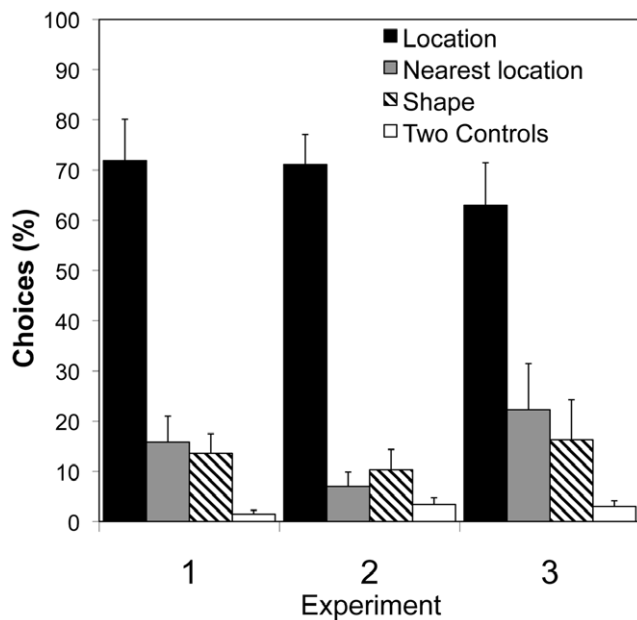 100
90
80
70
60
50
40
30
20
10
0
Choices (%)
Location
Nearest location
Shape
Two Controls
1 2 3
Experiment